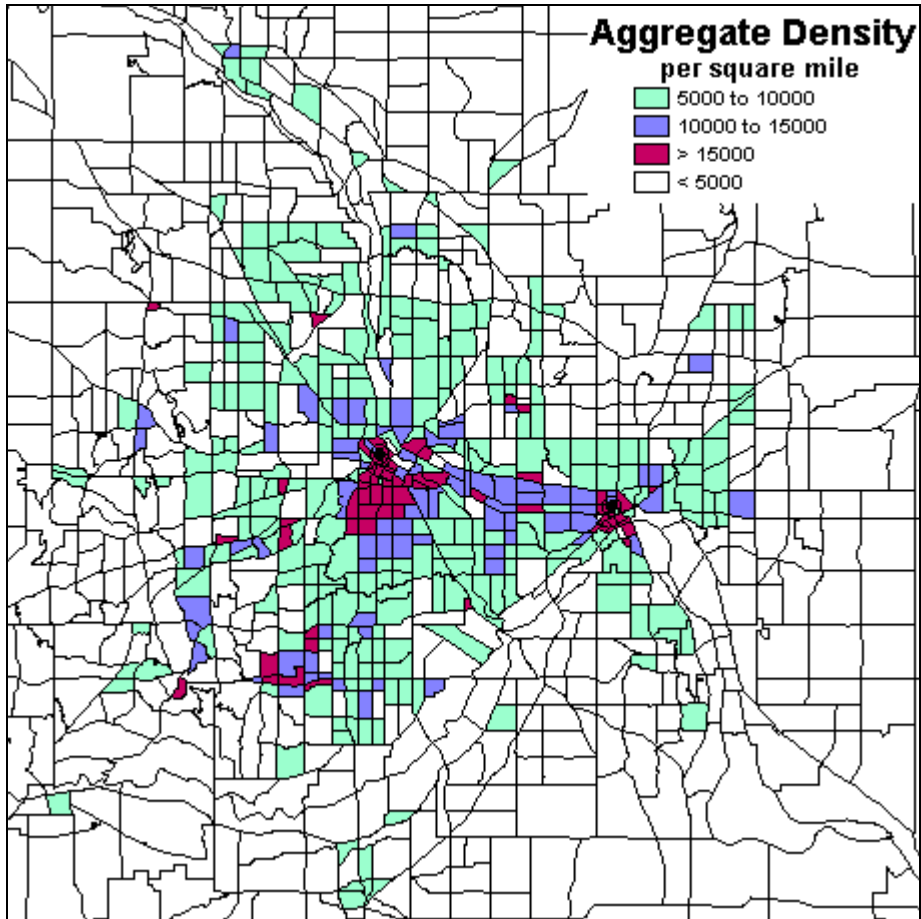 Aggregate Density
per square mile
5000 to 10000
10000 to 15000
> 15000
< 5000